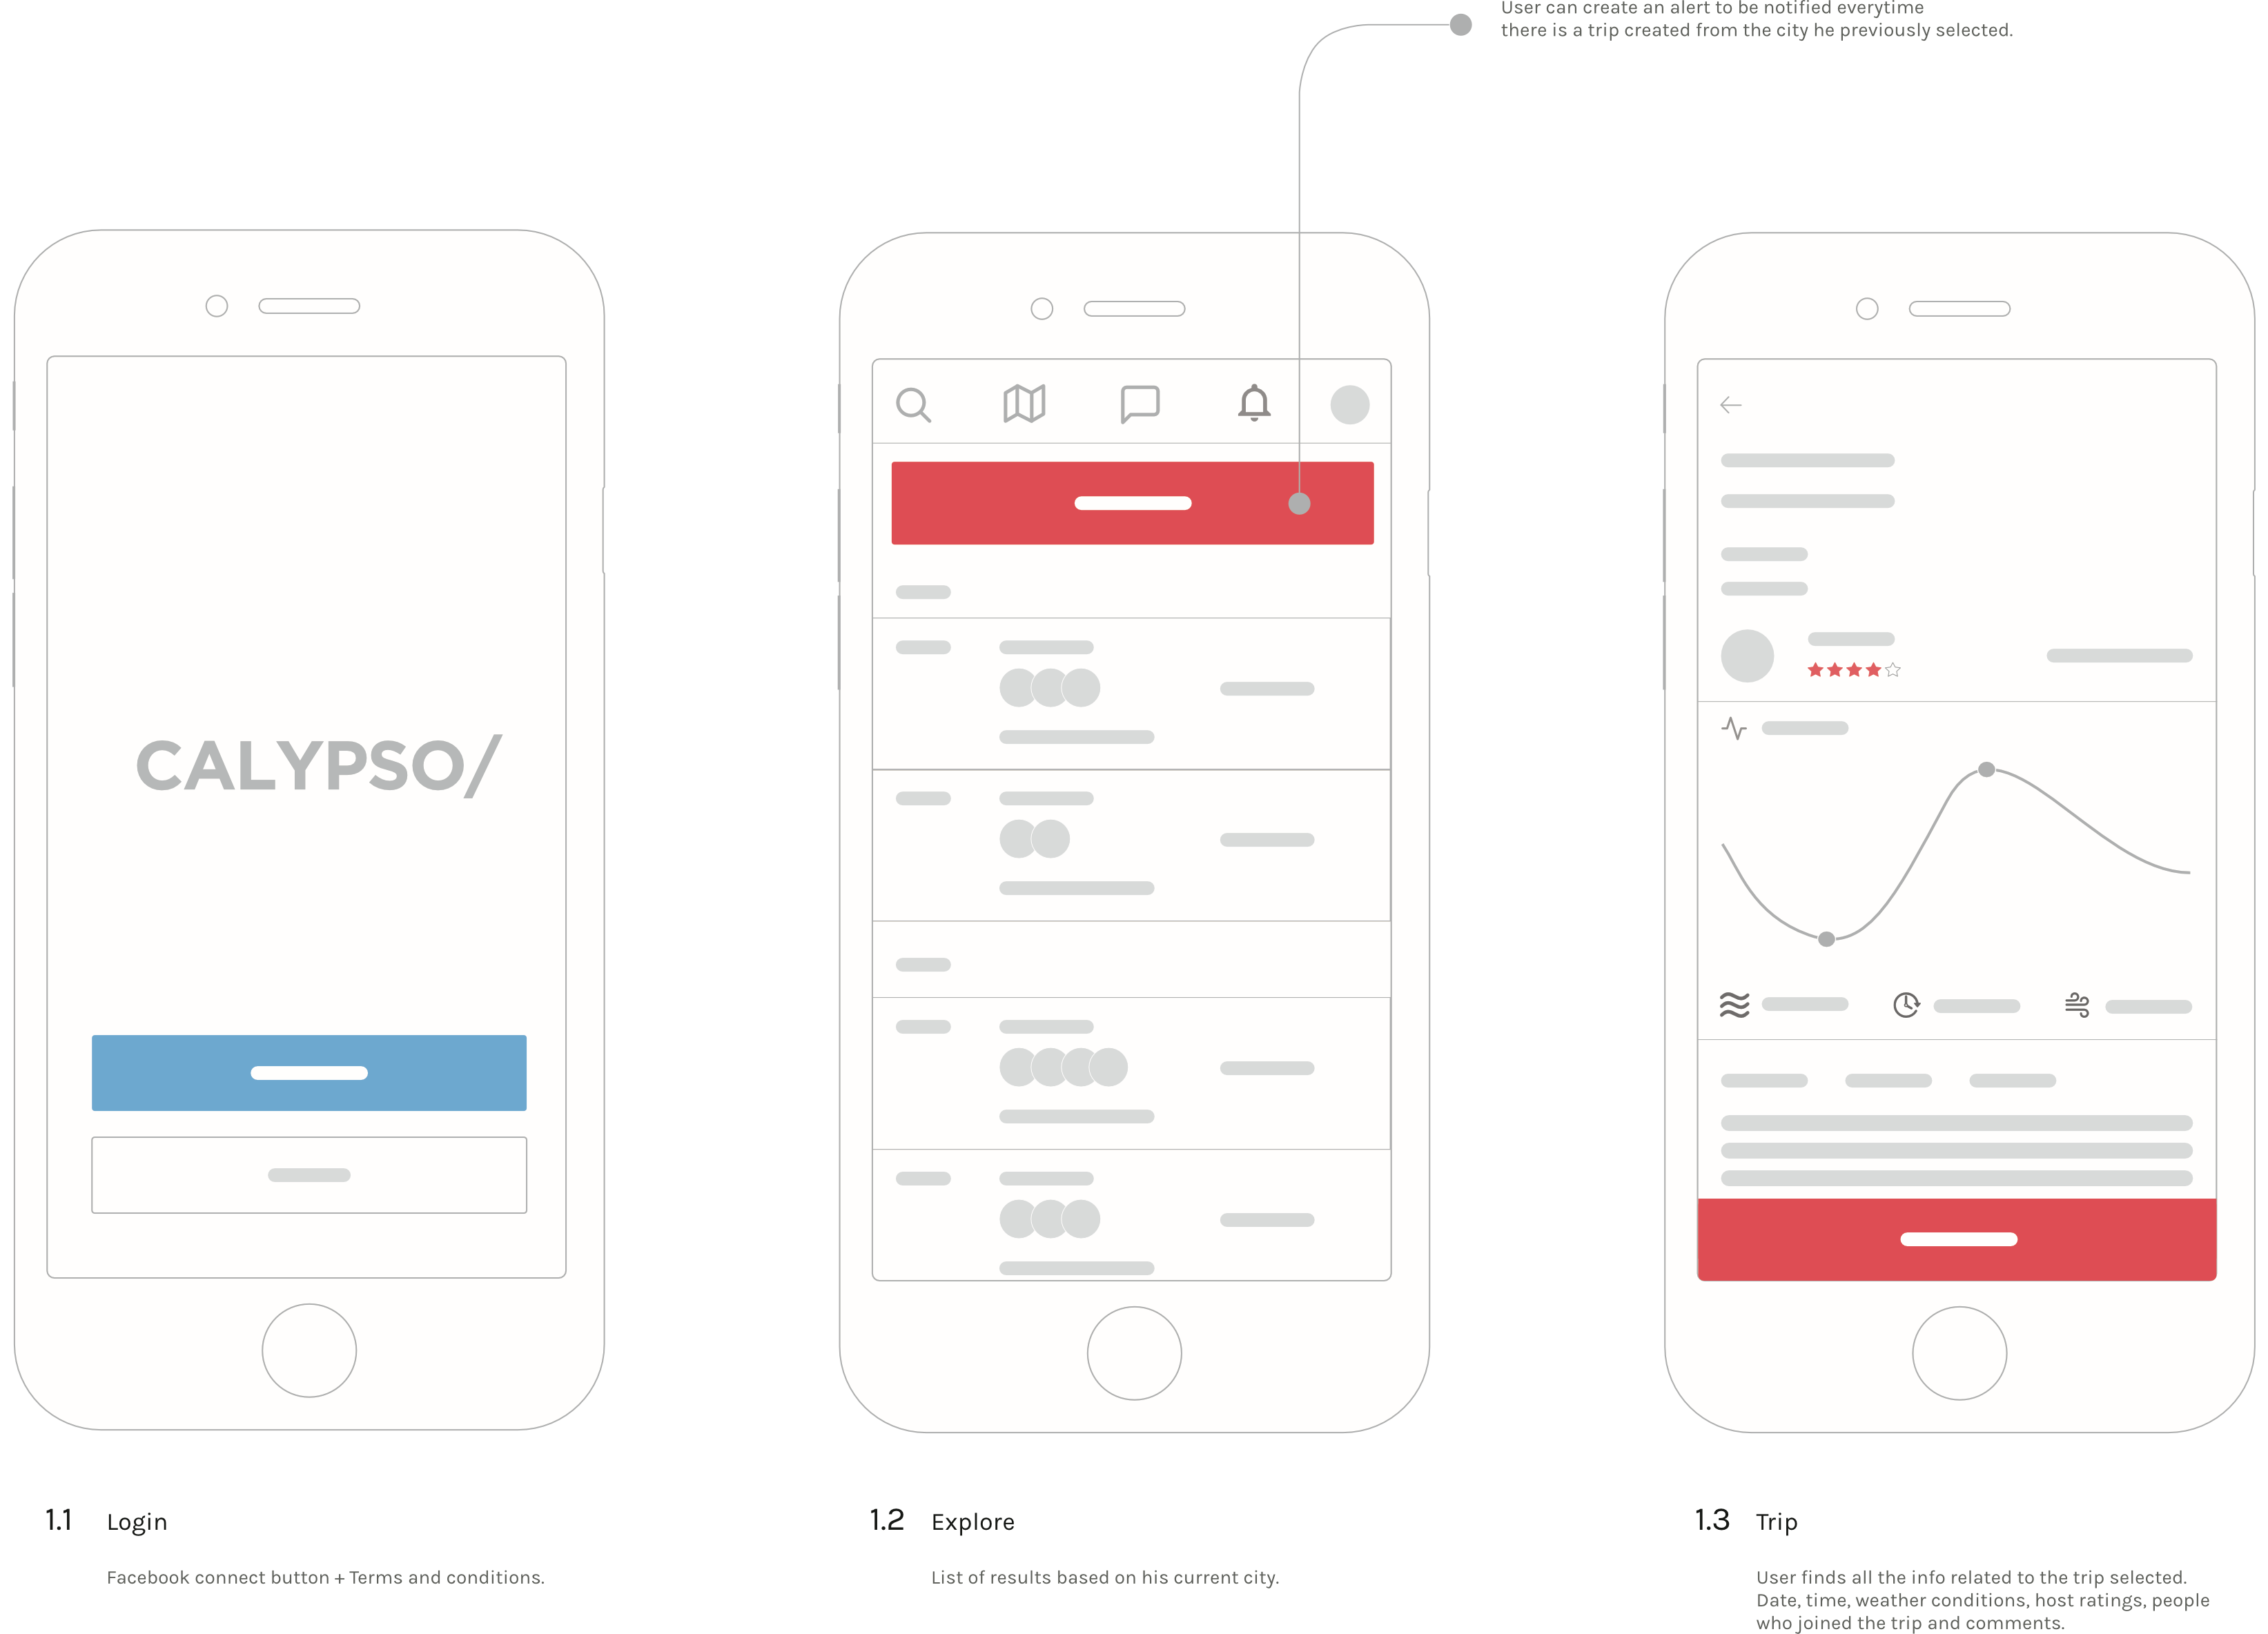 User can create an alert to be notified everytime
there is a trip created from the city he previously selected.
CALYPSO/
1.1 Login
Facebook connect button + Terms and conditions.
1.2 Explore
List of results based on his current city.
1.3 Trip
User finds all the info related to the trip selected.
Date, time, weather conditions, host ratings, people
who joined the trip and comments.